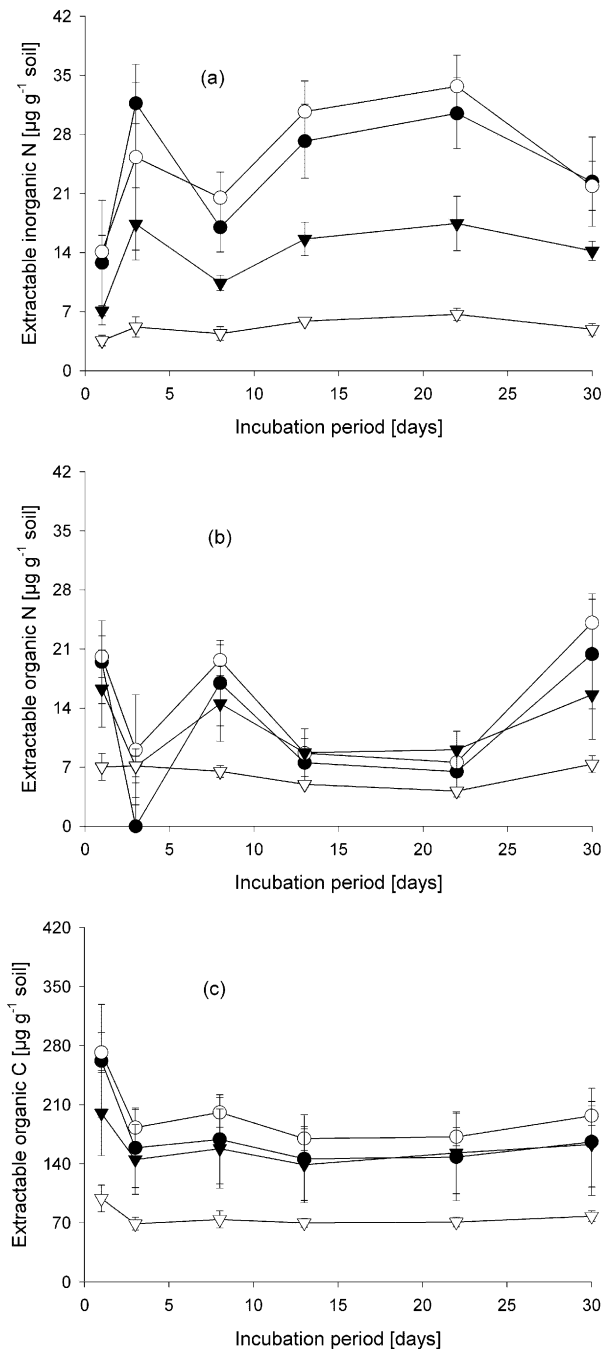 42
35
28
21
14
7
0
Extractable inorganic N [µg g⁻¹ soil]
(a)
0 5 10 15 20 25 30
Incubation period [days]
42
35
28
21
14
7
0
Extractable organic N [µg g⁻¹ soil]
(b)
0 5 10 15 20 25 30
Incubation period [days]
420
350
280
210
140
70
0
Extractable organic C [µg g⁻¹ soil]
(c)
0 5 10 15 20 25 30
Incubation period [days]